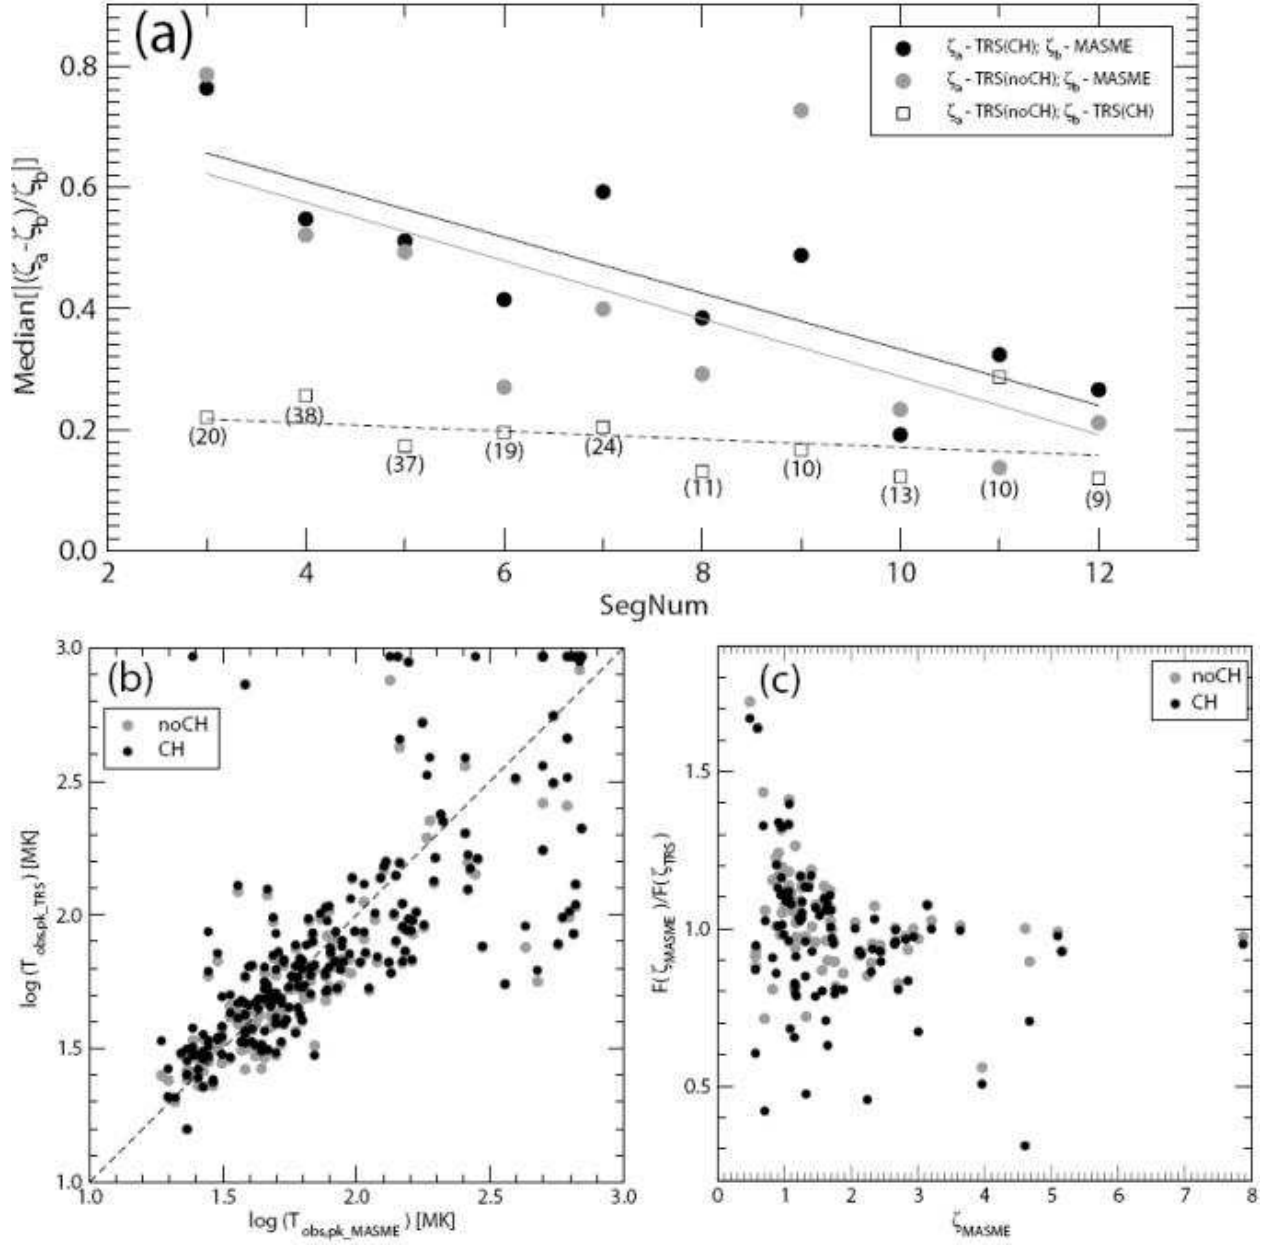 (a)
ζa - TRS(CH); ζb - MASME
ζa - TRS(noCH); ζb - MASME
ζa - TRS(noCH); ζb - TRS(CH)
Median[|(ζa - ζb)/ζb|]
0.8
0.6
0.4
0.2
0.0
(20)
(38)
(37)
(19)
(24)
(11)
(10)
(13)
(10)
(9)
2
4
6
8
10
12
SegNum
(b)
noCH
CH
log (Tobs,pk_TRS) [MK]
3.0
2.5
2.0
1.5
1.0
1.0
1.5
2.0
2.5
3.0
log (Tobs,pk_MASME) [MK]
(c)
noCH
CH
F(ζMASME)/F(ζTRS)
1.5
1.0
0.5
0
1
2
3
4
5
6
7
8
ζMASME